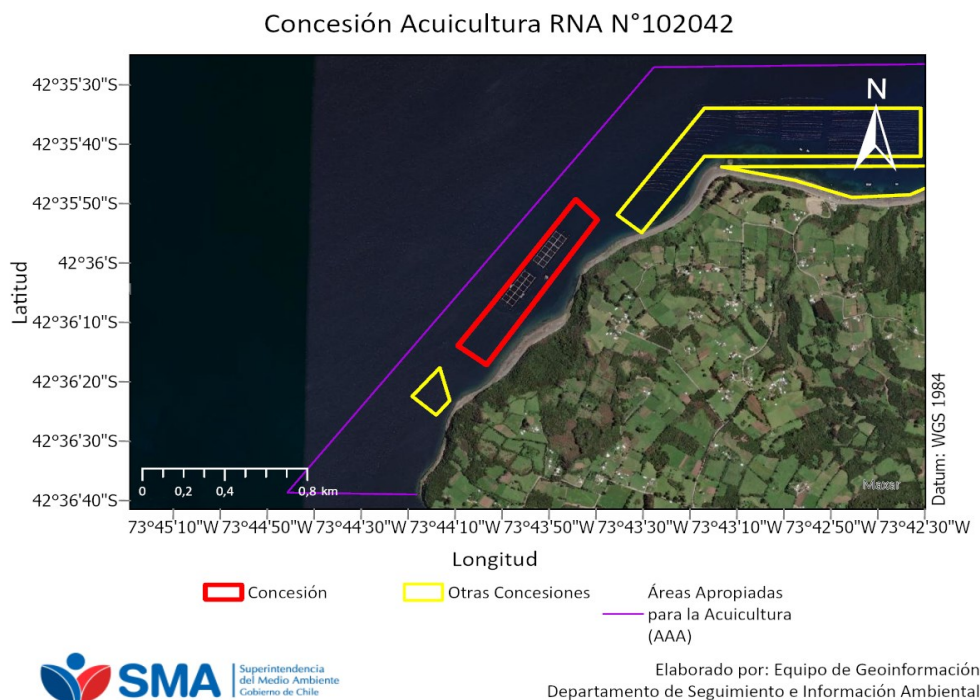 Concesión Acuicultura RNA N°102042
42°35'30"S
42°35'40"S
42°35'50"S
42°36'S
42°36'10"S
42°36'20"S
42°36'30"S
42°36'40"S
Latitud
N
0 0,2 0,4 0,8 km
Maxar
Datum: WGS 1984
73°45'10"W 73°44'50"W 73°44'30"W 73°44'10"W 73°43'50"W 73°43'30"W 73°43'10"W 73°42'50"W 73°42'30"W
Longitud
Concesión
Otras Concesiones
Áreas Apropiadas
para la Acuicultura
(AAA)
SMA
Superintendencia
del Medio Ambiente
Gobierno de Chile
Elaborado por: Equipo de Geoinformación
Departamento de Seguimiento e Información Ambiental